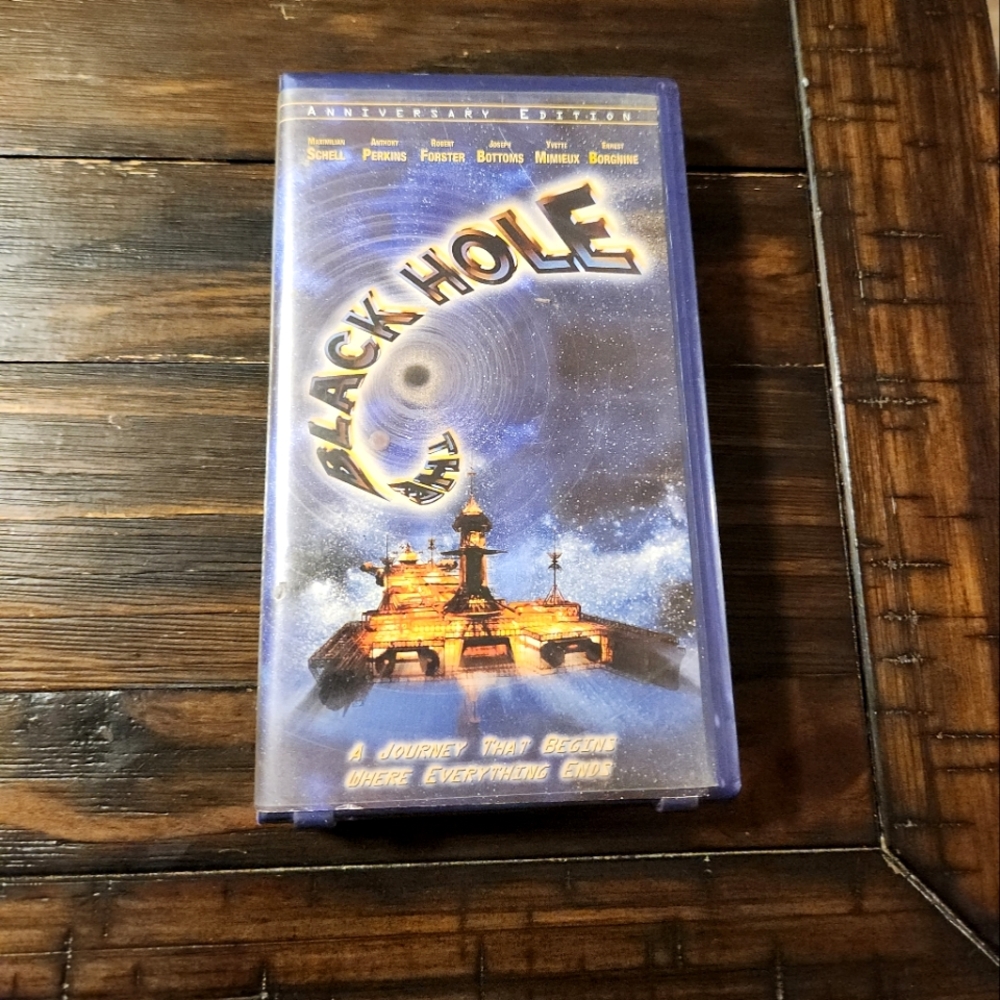 ANNIVERSARY EDITION
MAXIMILIAN SCHELL ANTHONY PERKINS ROBERT FORSTER JOSEPH BOTTOMS YVETTE MIMIEUX ERNEST BORGNINE
THE BLACK HOLE
A JOURNEY THAT BEGINS
WHERE EVERYTHING ENDS